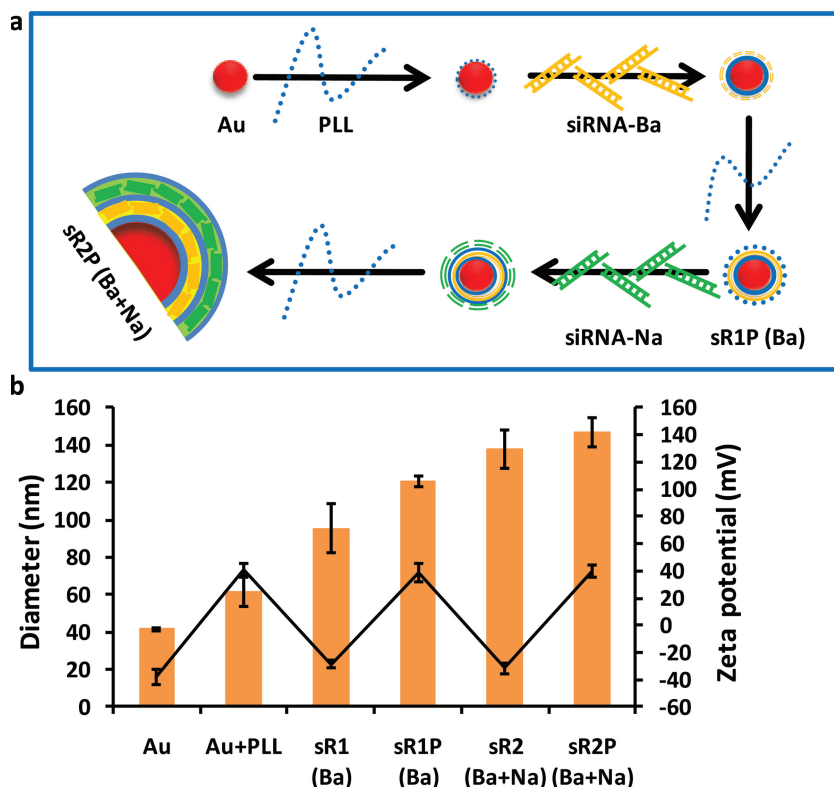 a
Au
PLL
siRNA-Ba
sR2P (Ba+Na)
siRNA-Na
sR1P (Ba)
b
Diameter (nm)
160
140
120
100
80
60
40
20
0
Zeta potential (mV)
160
140
120
100
80
60
40
20
0
-20
-40
-60
Au
Au+PLL
sR1
(Ba)
sR1P
(Ba)
sR2
(Ba+Na)
sR2P
(Ba+Na)